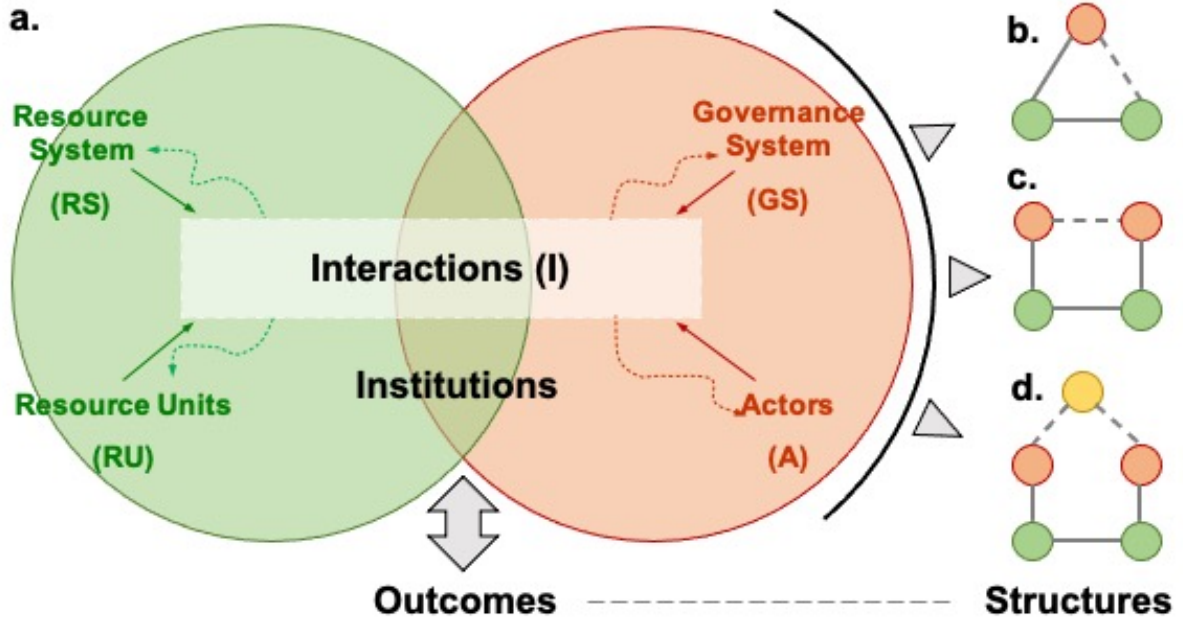 a.
Resource
System
(RS)
Governance
System
(GS)
Interactions (I)
Institutions
Resource Units
(RU)
Actors
(A)
Outcomes
Structures
b.
c.
d.